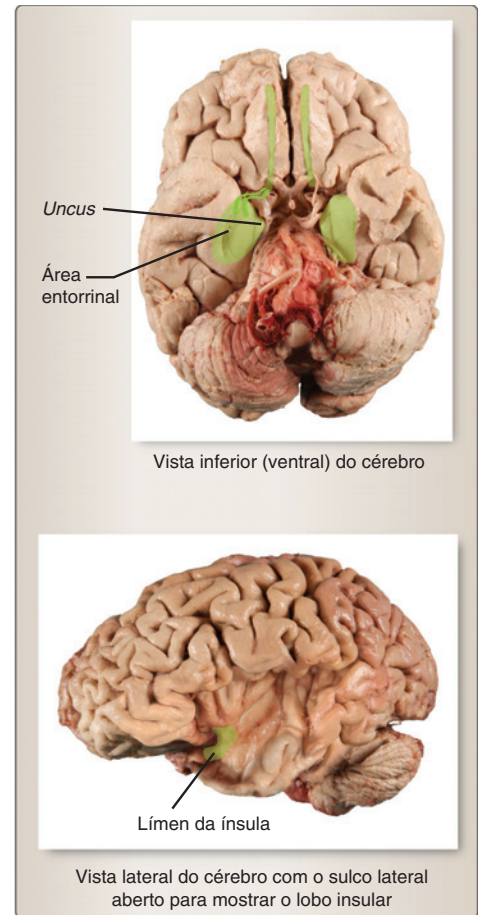 Uncus
Área
entorrinal
Vista inferior (ventral) do cérebro
Límen da ínsula
Vista lateral do cérebro com o sulco lateral
aberto para mostrar o lobo insular